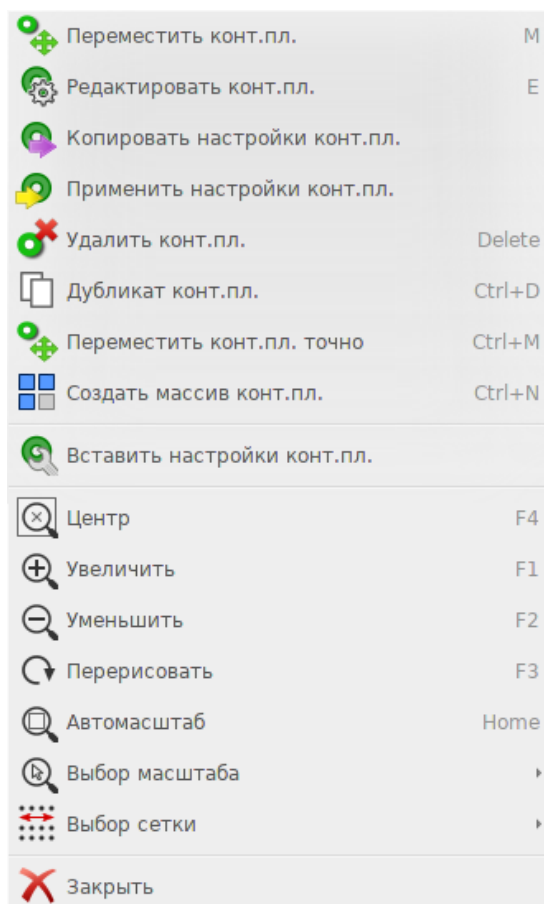 Переместить конт.пл. M
Редактировать конт.пл. E
Копировать настройки конт.пл.
Применить настройки конт.пл.
Удалить конт.пл. Delete
Дубликат конт.пл. Ctrl+D
Переместить конт.пл. точно Ctrl+M
Создать массив конт.пл. Ctrl+N
Вставить настройки конт.пл.
Центр F4
Увеличить F1
Уменьшить F2
Перерисовать F3
Автомасштаб Home
Выбор масштаба
Выбор сетки
Закрыть